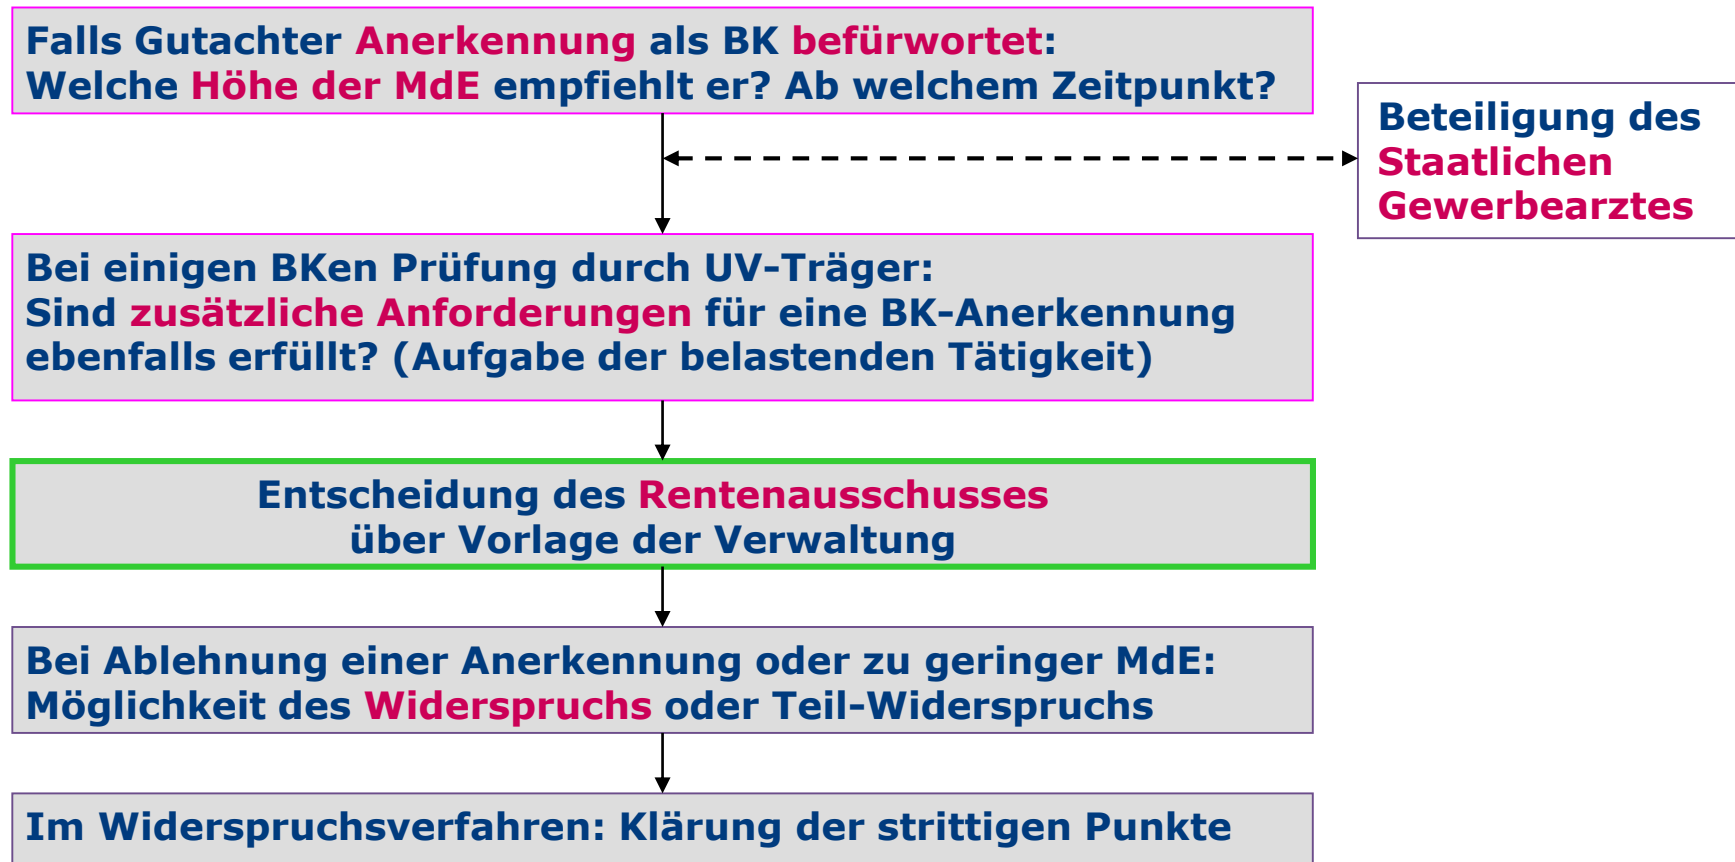 Falls Gutachter Anerkennung als BK befürwortet:
Welche Höhe der MdE empfiehlt er? Ab welchem Zeitpunkt?
Beteiligung des
Staatlichen
Gewerbearztes
Bei einigen BKen Prüfung durch UV-Träger:
Sind zusätzliche Anforderungen für eine BK-Anerkennung
ebenfalls erfüllt? (Aufgabe der belastenden Tätigkeit)
Entscheidung des Rentenausschusses
über Vorlage der Verwaltung
Bei Ablehnung einer Anerkennung oder zu geringer MdE:
Möglichkeit des Widerspruchs oder Teil-Widerspruchs
Im Widerspruchsverfahren: Klärung der strittigen Punkte